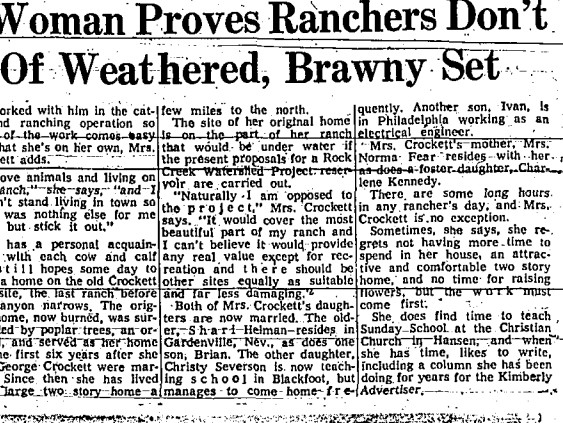 Woman Proves Ranchers Don't
Of Weathered, Brawny Set
orked with him in the cat-
nd ranching operation so
of the work comes easy
hat she's on her own, Mrs.
ett adds.
ove animals and living on
anch," she says, "and I
n't stand living in town so
was nothing else for me
but stick it out."
has a personal acquain-
with each cow and calf
still hopes some day to
a home on the old Crockett
site, the last ranch before
anyon narrows. The orig-
ome, now burned, was sur-
ed by poplar trees, an or-
, and served as her home
he first six years after she
George Crockett were mar-
Since then she has lived
large two story home a
few miles to the north.
The site of her original home
is on the part of her ranch
that would be under water if
the present proposals for a Rock
Creek Watershed Project reser-
voir are carried out.
"Naturally I am opposed to
the project," Mrs. Crockett
says. "It would cover the most
beautiful part of my ranch and
I can't believe it would provide
any real value except for rec-
reation and there should be
other sites equally as suitable
and far less damaging."
Both of Mrs. Crockett's daugh-
ters are now married. The old-
er, Shari Helman resides in
Gardenville, Nev., as does one
son, Brian. The other daughter,
Christy Severson is now teach-
ing school in Blackfoot, but
manages to come home fre-
quently. Another son, Ivan, is
in Philadelphia working as an
electrical engineer.
Mrs. Crockett's mother, Mrs.
Norma Fear resides with her
as does a foster daughter, Char-
lene Kennedy.
There are some long hours
in any rancher's day, and Mrs.
Crockett is no exception.
Sometimes, she says, she re-
grets not having more time to
spend in her house, an attrac-
tive and comfortable two story
home, and no time for raising
flowers, but the work must
come first.
She does find time to teach
Sunday School at the Christian
Church in Hansen, and when
she has time, likes to write,
including a column she has been
doing for years for the Kimberly
Advertiser.